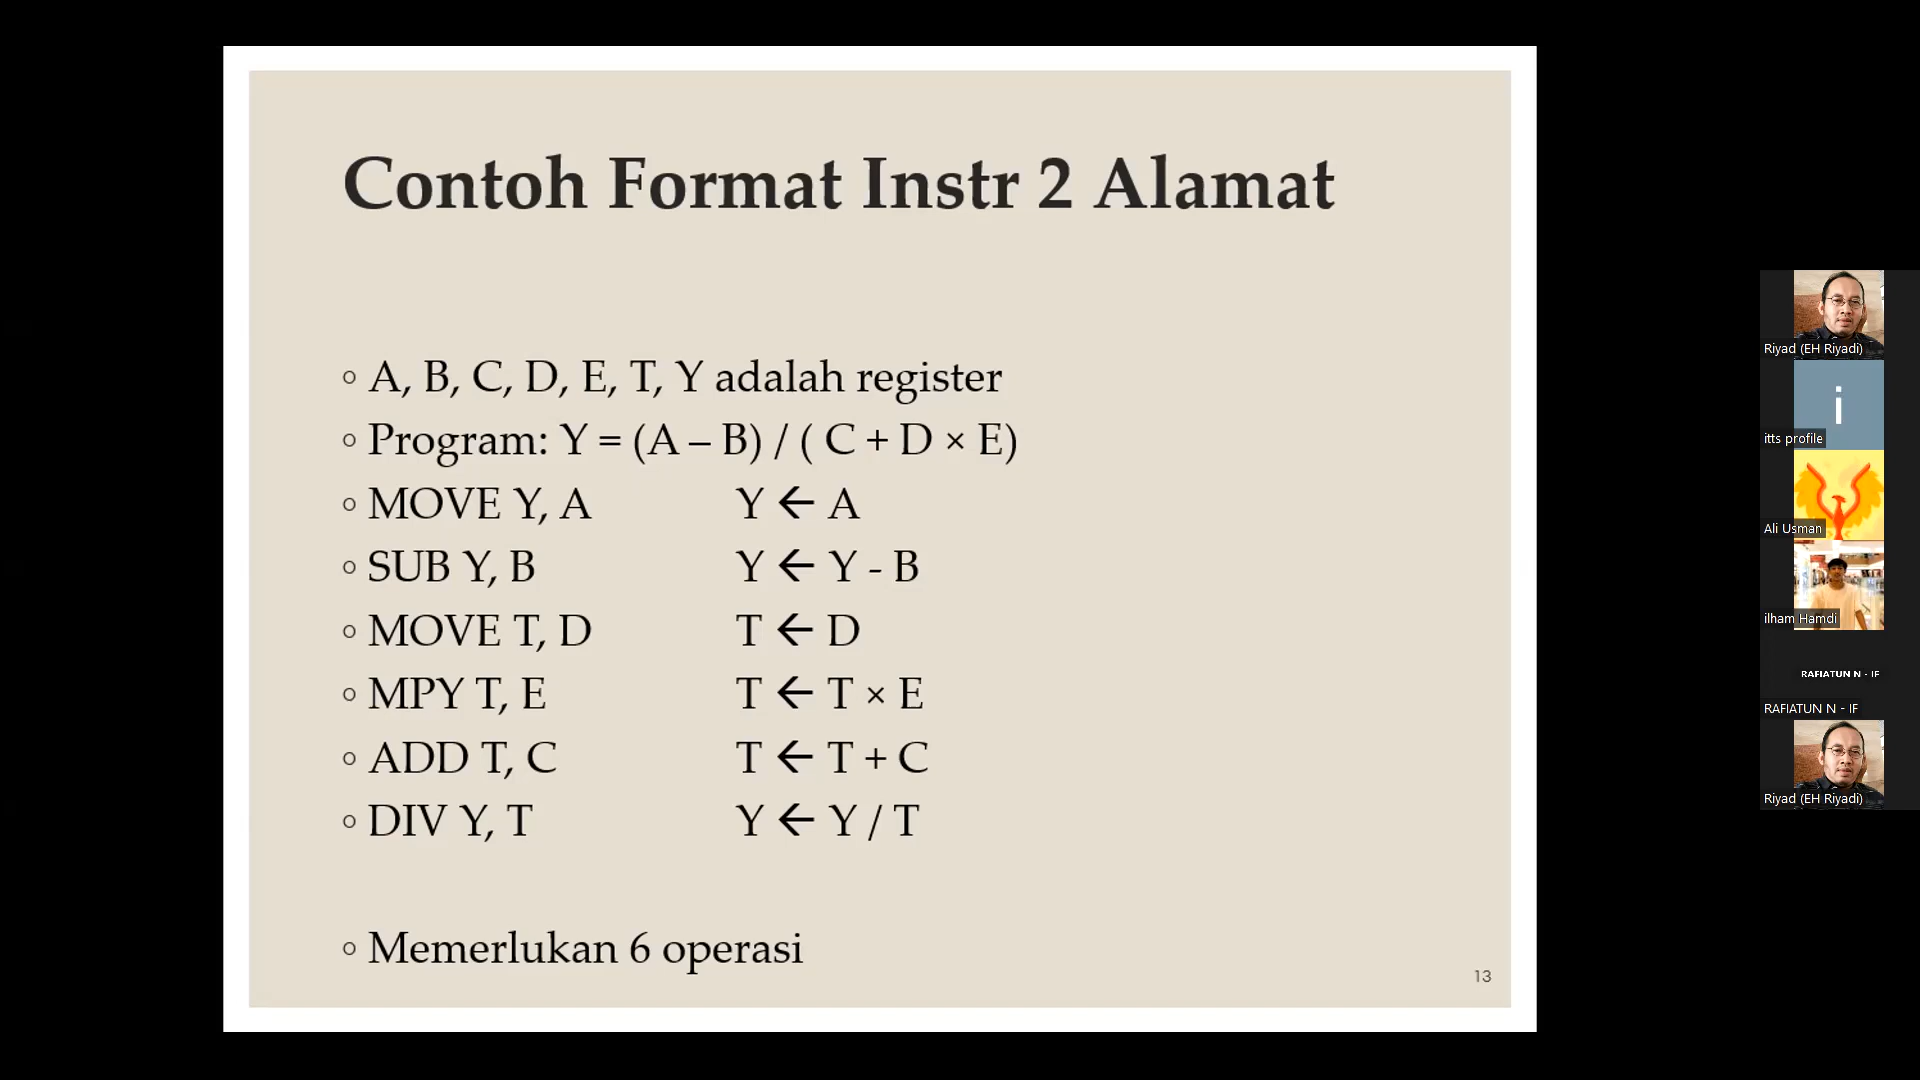 Contoh Format Instr 2 Alamat
◦ A, B, C, D, E, T, Y adalah register
◦ Program: Y = (A – B) / ( C + D × E)
◦ MOVE Y, A Y ← A
◦ SUB Y, B Y ← Y - B
◦ MOVE T, D T ← D
◦ MPY T, E T ← T × E
◦ ADD T, C T ← T + C
◦ DIV Y, T Y ← Y / T
◦ Memerlukan 6 operasi
13
Riyad (EH Riyadi)
i
itts profile
Ali Usman
ilham Hamdi
RAFIATUN N - IF
RAFIATUN N - IF
Riyad (EH Riyadi)